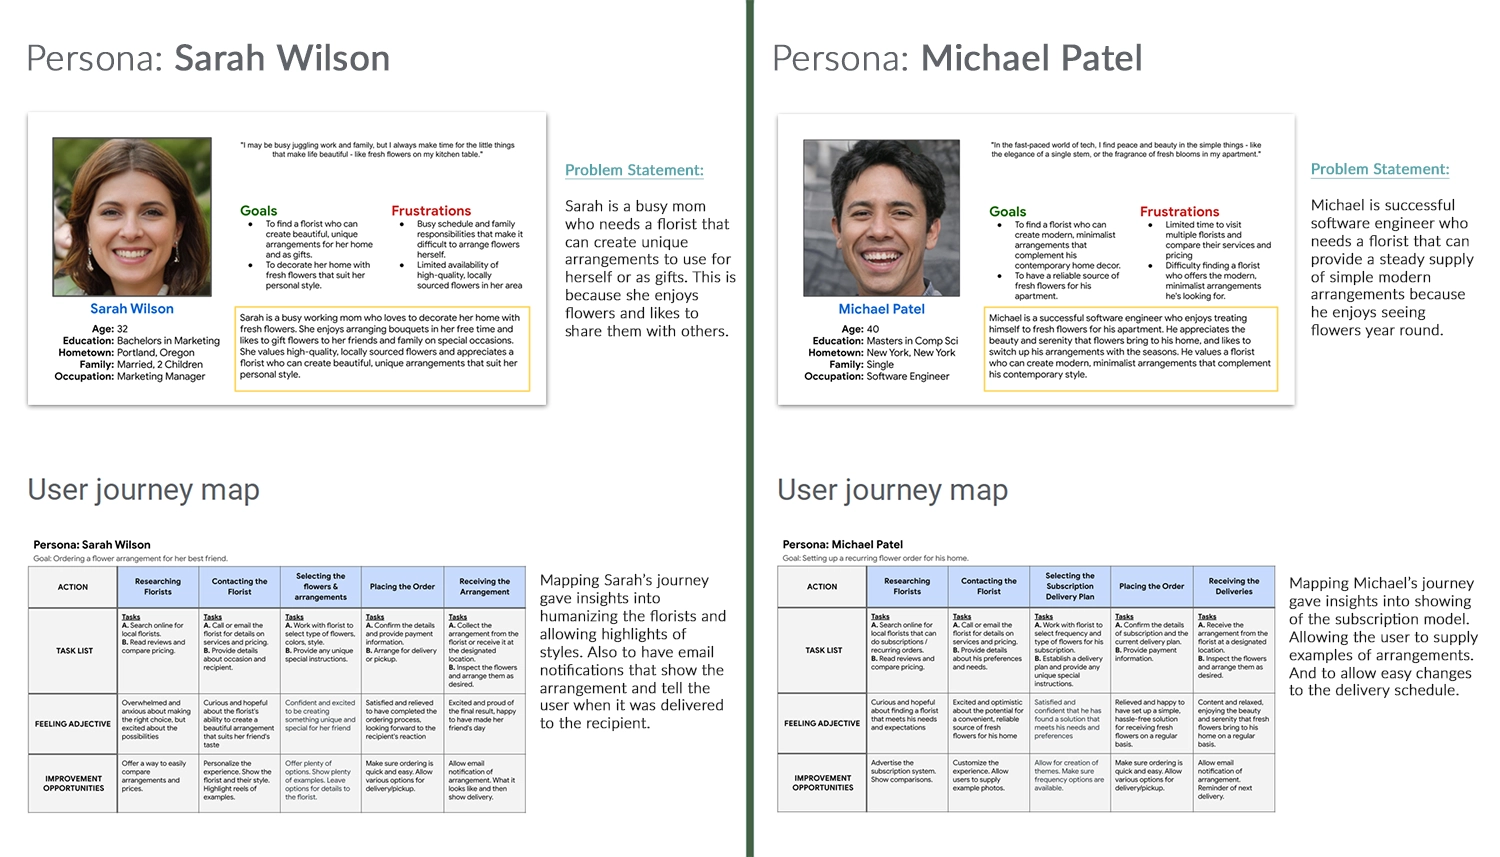 Persona: Sarah Wilson
"I may be busy juggling work and family, but I always make time for the little things
that make life beautiful - like fresh flowers on my kitchen table."
Goals
● To find a florist who can
create beautiful, unique
arrangements for her home
and as gifts.
● To decorate her home with
fresh flowers that suit her
personal style.
Frustrations
● Busy schedule and family
responsibilities that make it
difficult to arrange flowers
herself.
● Limited availability of
high-quality, locally
sourced flowers in her area
Sarah Wilson
Age: 32
Education: Bachelors in Marketing
Hometown: Portland, Oregon
Family: Married, 2 Children
Occupation: Marketing Manager
Sarah is a busy working mom who loves to decorate her home with
fresh flowers. She enjoys arranging bouquets in her free time and
likes to gift flowers to her friends and family on special occasions.
She values high-quality, locally sourced flowers and appreciates a
florist who can create beautiful, unique arrangements that suit her
personal style.
Problem Statement:
Sarah is a busy mom
who needs a florist that
can create unique
arrangements to use for
herself or as gifts. This is
because she enjoys
flowers and likes to
share them with others.
User journey map
Persona: Sarah Wilson
Goal: Ordering a flower arrangement for her best friend.
ACTION
Researching
Florists
Contacting the
Florist
Selecting the
flowers &
arrangements
Placing the Order
Receiving the
Arrangement
TASK LIST
Tasks
A. Search online for
local florists.
B. Read reviews and
compare pricing.
Tasks
A. Call or email the
florist for details on
services and pricing.
B. Provide details
about occasion and
recipient.
Tasks
A. Work with florist to
select type of flowers,
colors, style.
B. Provide any unique
special instructions.
Tasks
A. Confirm the details
and provide payment
information.
B. Arrange for delivery
or pickup.
Tasks
A. Collect the
arrangement from the
florist or receive it at
the designated
location.
B. Inspect the flowers
and arrange them as
desired.
FEELING ADJECTIVE
Overwhelmed and
anxious about making
the right choice, but
excited about the
possibilities
Curious and hopeful
about the florist's
ability to create a
beautiful arrangement
that suits her friend's
taste
Confident and excited
to be creating
something unique and
special for her friend
Satisfied and relieved
to have completed the
ordering process,
looking forward to the
recipient's reaction
Excited and proud of
the final result, happy
to have made her
friend's day
IMPROVEMENT
OPPORTUNITIES
Offer a way to easily
compare
arrangements and
prices.
Personalize the
experience. Show the
florist and their style.
Highlight reels of
examples.
Offer plenty of
options. Show plenty
of examples. Leave
options for details to
the florist.
Make sure ordering is
quick and easy. Allow
various options for
delivery/pickup.
Allow email
notification of
arrangement. What it
looks like and then
show delivery.
Mapping Sarah's journey
gave insights into
humanizing the florists and
allowing highlights of
styles. Also to have email
notifications that show the
arrangement and tell the
user when it was delivered
to the recipient.
Persona: Michael Patel
"In the fast-paced world of tech, I find peace and beauty in the simple things - like
the elegance of a single stem, or the fragrance of fresh blooms in my apartment."
Goals
● To find a florist who can
create modern, minimalist
arrangements that
complement his
contemporary home decor.
● To have a reliable source of
fresh flowers for his
apartment.
Frustrations
● Limited time to visit
multiple florists and
compare their services and
pricing
● Difficulty finding a florist
who offers the modern,
minimalist arrangements
he's looking for.
Michael Patel
Age: 40
Education: Masters in Comp Sci
Hometown: New York, New York
Family: Single
Occupation: Software Engineer
Michael is a successful software engineer who enjoys treating
himself to fresh flowers for his apartment. He appreciates the
beauty and serenity that flowers bring to his home, and likes to
switch up his arrangements with the seasons. He values a florist
who can create modern, minimalist arrangements that complement
his contemporary style.
Problem Statement:
Michael is successful
software engineer who
needs a florist that can
provide a steady supply
of simple modern
arrangements because
he enjoys seeing
flowers year round.
User journey map
Persona: Michael Patel
Goal: Setting up a recurring flower order for his home.
ACTION
Researching
Florists
Contacting the
Florist
Selecting the
Subscription
Delivery Plan
Placing the Order
Receiving the
Deliveries
TASK LIST
Tasks
A. Search online for
local florists that can
do subscriptions /
recurring orders.
B. Read reviews and
compare pricing.
Tasks
A. Call or email the
florist for details on
services and pricing.
B. Provide details
about his preferences
and needs.
Tasks
A. Work with florist to
select frequency and
type of flowers for his
subscription.
B. Establish a delivery
plan and provide any
unique special
instructions.
Tasks
A. Confirm the details
of subscription and the
current delivery plan.
B. Provide payment
information.
Tasks
A. Receive the
arrangement from the
florist at a designated
location.
B. Inspect the flowers
and arrange them as
desired.
FEELING ADJECTIVE
Curious and hopeful
about finding a florist
that meets his needs
and expectations
Excited and optimistic
about the potential for
a convenient, reliable
source of fresh
flowers for his home
Satisfied and
confident that he has
found a solution that
meets his needs and
preferences
Relieved and happy to
have set up a simple,
hassle-free solution
for receiving fresh
flowers on a regular
basis.
Content and relaxed,
enjoying the beauty
and serenity that fresh
flowers bring to his
home on a regular
basis.
IMPROVEMENT
OPPORTUNITIES
Advertise the
subscription system.
Show comparisons.
Customize the
experience. Allow
users to supply
example photos.
Allow for creation of
themes. Make sure
frequency options are
available.
Make sure ordering is
quick and easy. Allow
various options for
delivery/pickup.
Allow email
notification of
arrangement.
Reminder of next
delivery.
Mapping Michael's journey
gave insights into showing
of the subscription model.
Allowing the user to supply
examples of arrangements.
And to allow easy changes
to the delivery schedule.